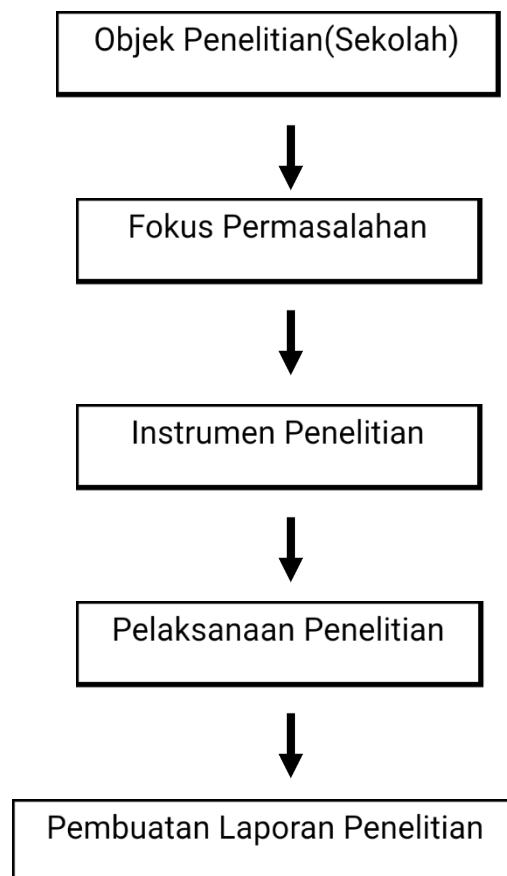 Objek Penelitian(Sekolah)
Fokus Permasalahan
Instrumen Penelitian
Pelaksanaan Penelitian
Pembuatan Laporan Penelitian